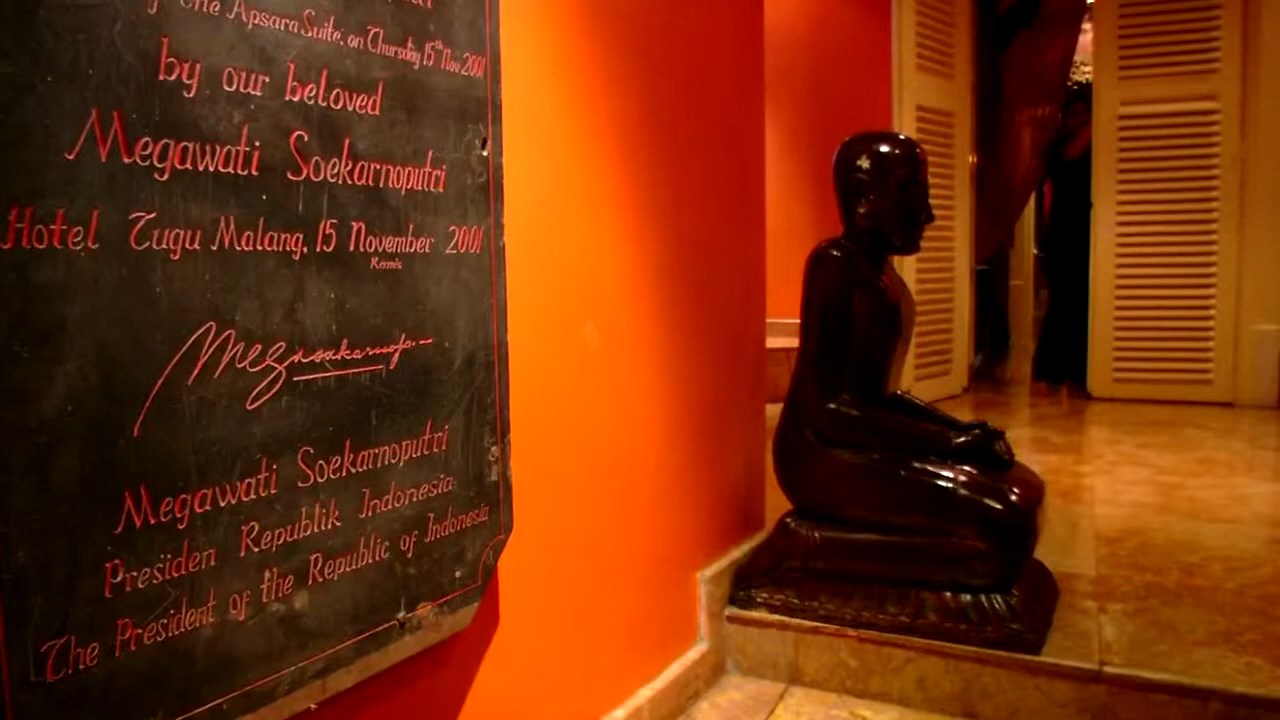 The Apsara Suite, on Thursday 15th Nov 2001
by our beloved
Megawati Soekarnoputri
Hotel Tugu Malang, 15 November 2001
Kamis
Megawati Soekarnoputri
Presiden Republik Indonesia
The President of the Republic of Indonesia